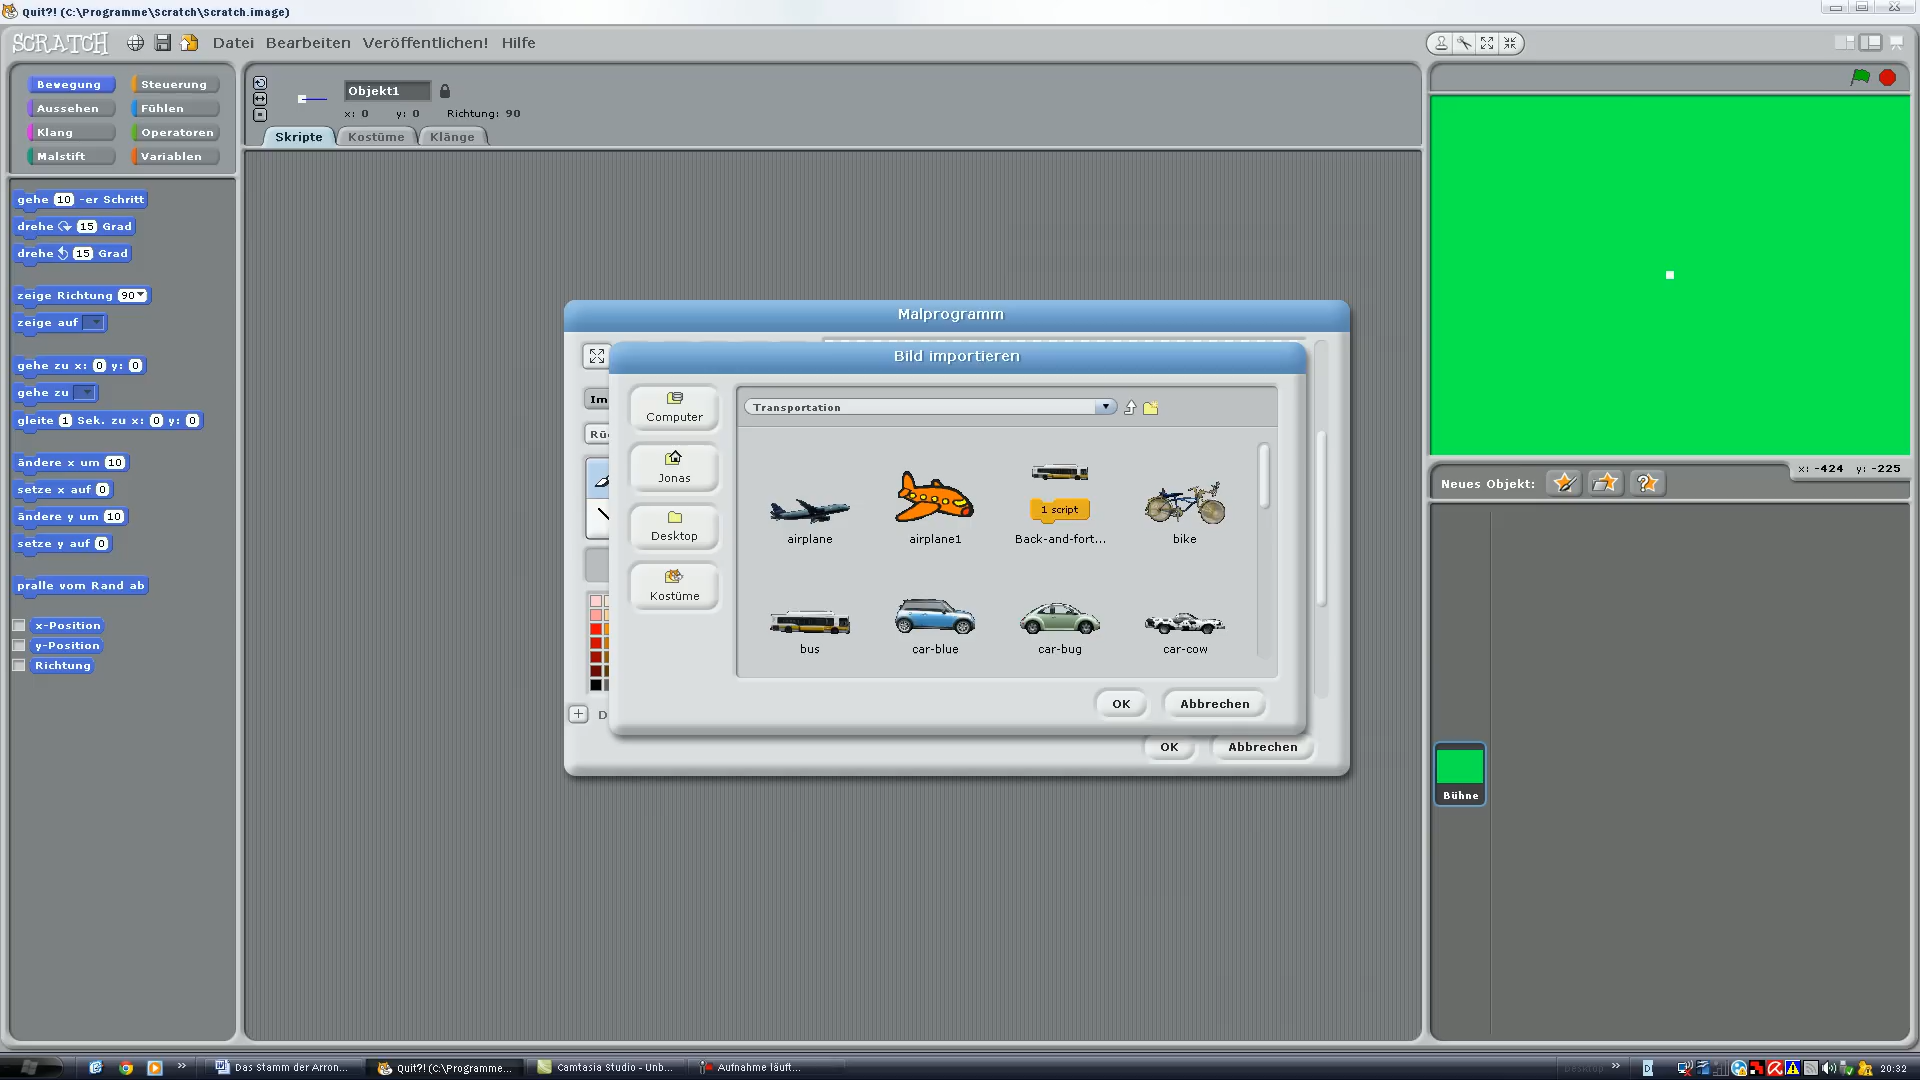 Quit?! (C:\Programme\Scratch\Scratch.image)
SCRATCH Datei Bearbeiten Veröffentlichen! Hilfe
Bewegung Steuerung
Aussehen Fühlen
Klang Operatoren
Malstift Variablen
Objekt1
x: 0 y: 0 Richtung: 90
Skripte Kostüme Klänge
gehe 10 -er Schritt
drehe 15 Grad
drehe 15 Grad
zeige Richtung 90
zeige auf
gehe zu x: 0 y: 0
gehe zu
gleite 1 Sek. zu x: 0 y: 0
ändere x um 10
setze x auf 0
ändere y um 10
setze y auf 0
pralle vom Rand ab
x-Position
y-Position
Richtung
Malprogramm
Im
Rü
D
OK Abbrechen
Bild importieren
Computer
Jonas
Desktop
Kostüme
Transportation
1 script
airplane airplane1 Back-and-fort... bike
bus car-blue car-bug car-cow
OK Abbrechen
x: -424 y: -225
Neues Objekt:
Bühne
Das Stamm der Arron... Quit?! (C:\Programme... Camtasia Studio - Unb... Aufnahme läuft... Desktop 20:32